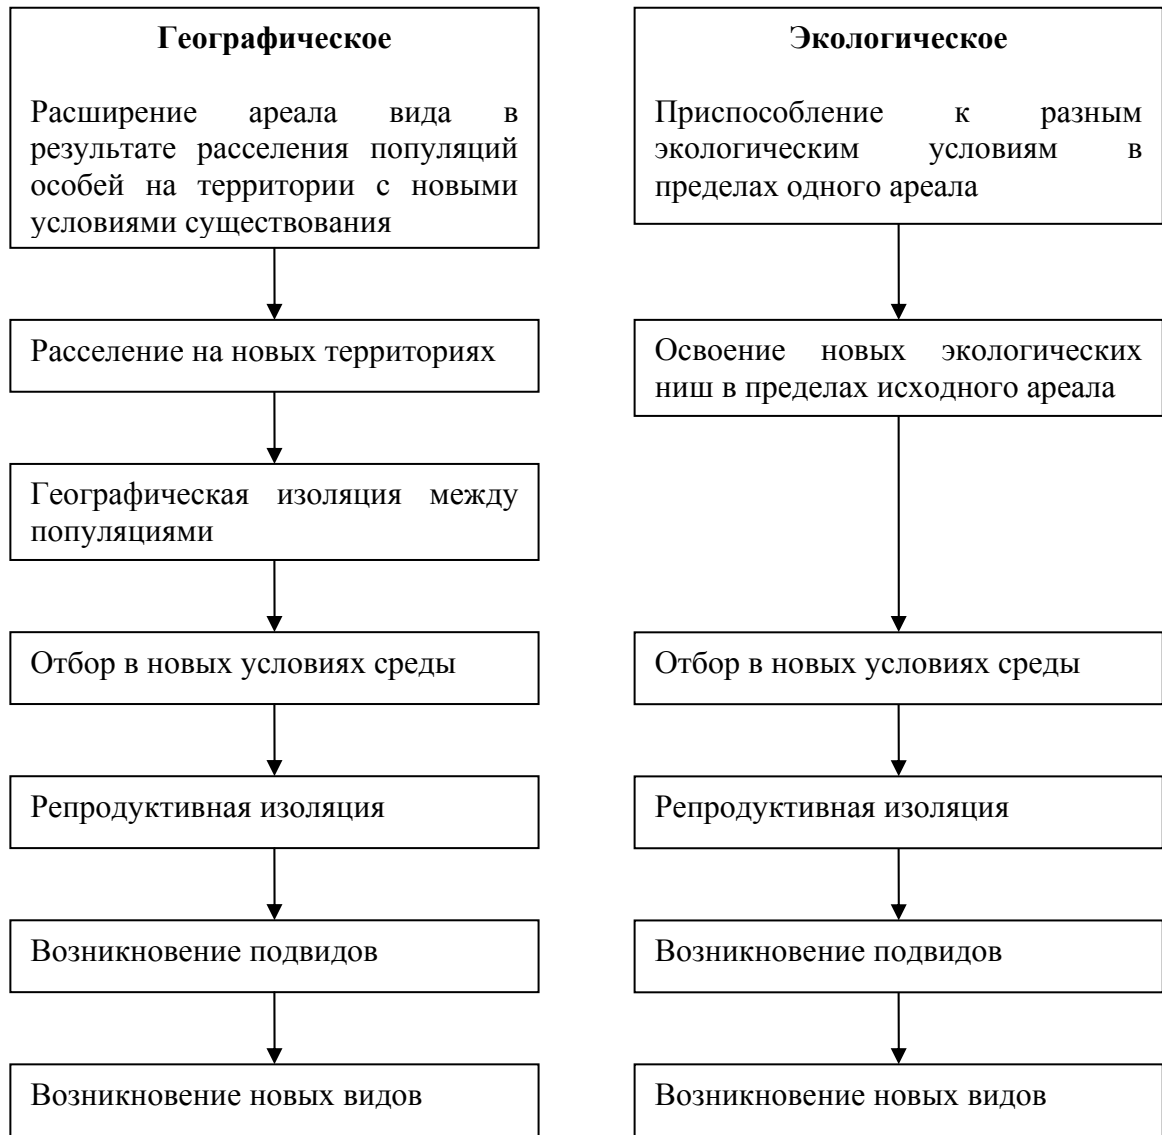 Географическое
Расширение ареала вида в
результате расселения популяций
особей на территории с новыми
условиями существования
Расселение на новых территориях
Географическая изоляция между
популяциями
Отбор в новых условиях среды
Репродуктивная изоляция
Возникновение подвидов
Возникновение новых видов
Экологическое
Приспособление к разным
экологическим условиям в
пределах одного ареала
Освоение новых экологических
ниш в пределах исходного ареала
Отбор в новых условиях среды
Репродуктивная изоляция
Возникновение подвидов
Возникновение новых видов